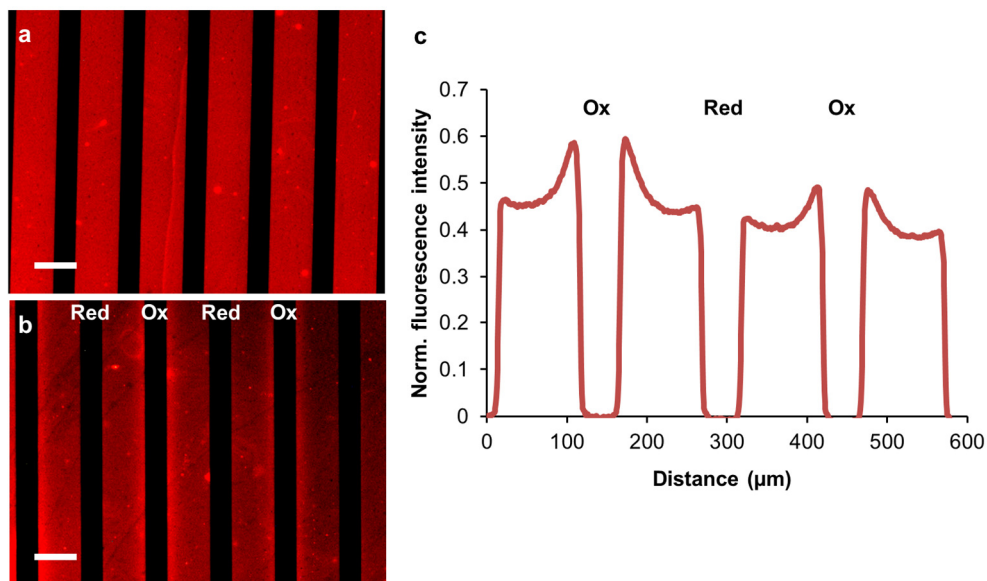 a
b
Red Ox Red Ox
c
Norm. fluorescence intensity
0.7
0.6
0.5
0.4
0.3
0.2
0.1
0
Ox Red Ox
0 100 200 300 400 500 600
Distance (µm)